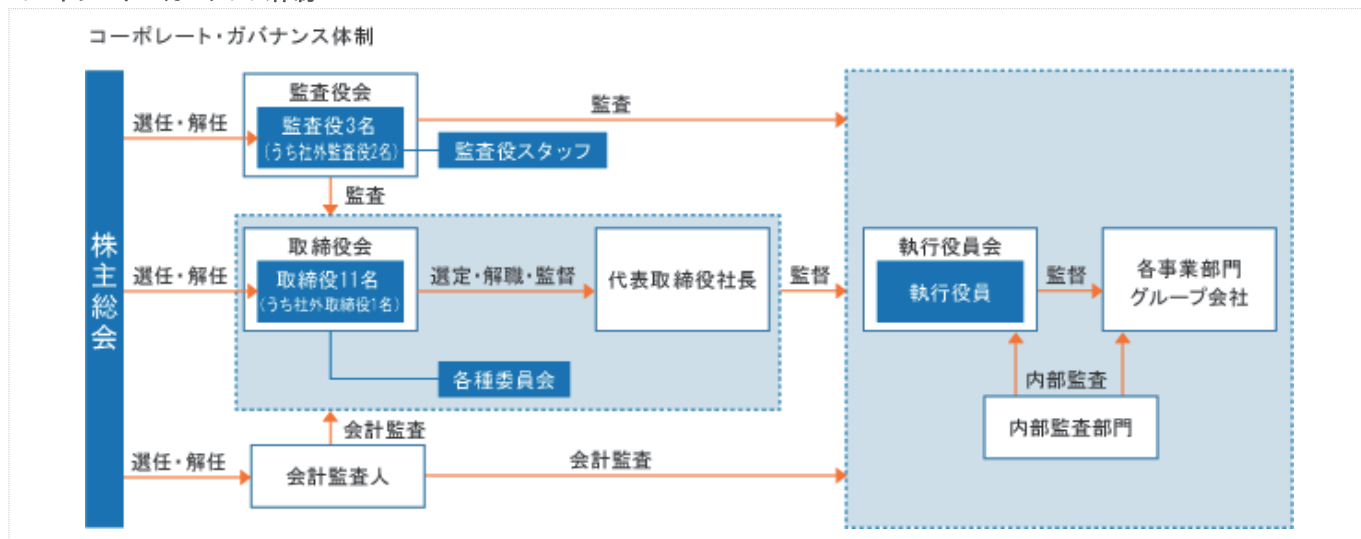 コーポレート・ガバナンス体制
株主総会
選任・解任
監査役会
監査役3名
(うち社外監査役2名)
監査役スタッフ
監査
監査
選任・解任
取締役会
取締役11名
(うち社外取締役1名)
選定・解職・監督
代表取締役社長
各種委員会
監督
執行役員会
執行役員
監督
各事業部門
グループ会社
内部監査
内部監査部門
選任・解任
会計監査人
会計監査
会計監査